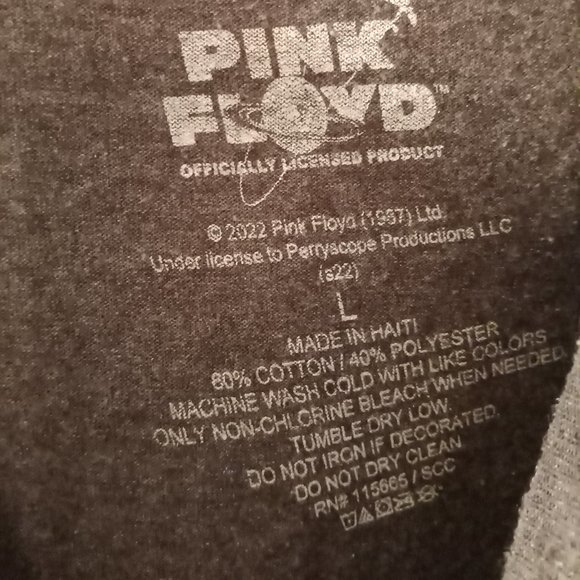 PINK
FLOYD™
OFFICIALLY LICENSED PRODUCT
© 2022 Pink Floyd (1987) Ltd.
Under license to Perryscope Productions LLC
(s22)
L
MADE IN HAITI
60% COTTON / 40% POLYESTER
MACHINE WASH COLD WITH LIKE COLORS
ONLY NON-CHLORINE BLEACH WHEN NEEDED.
TUMBLE DRY LOW.
DO NOT IRON IF DECORATED.
DO NOT DRY CLEAN
RN# 115665 / SCC